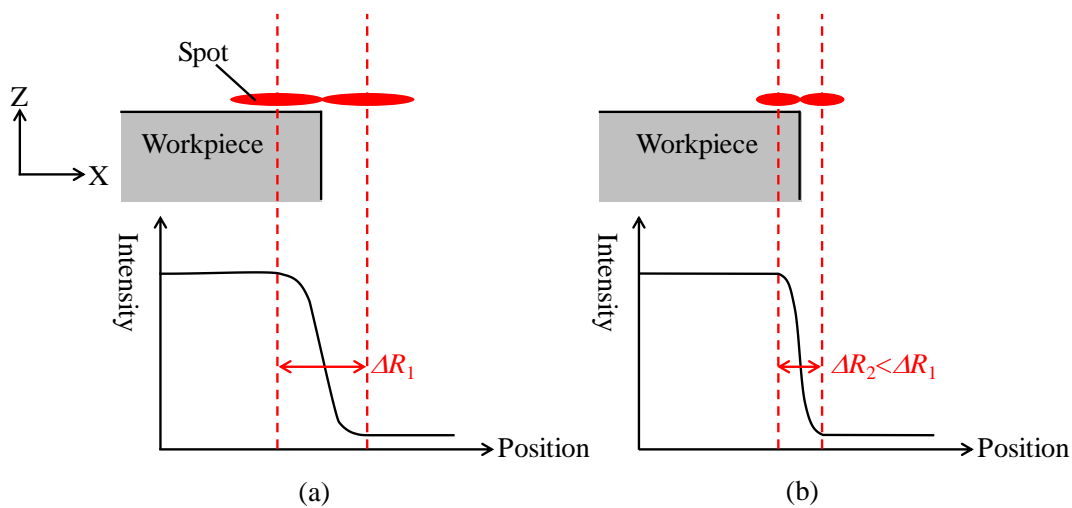 Spot
Z
Workpiece
X
Intensity
ΔR1
Position
(a)
Workpiece
Intensity
ΔR2<ΔR1
Position
(b)